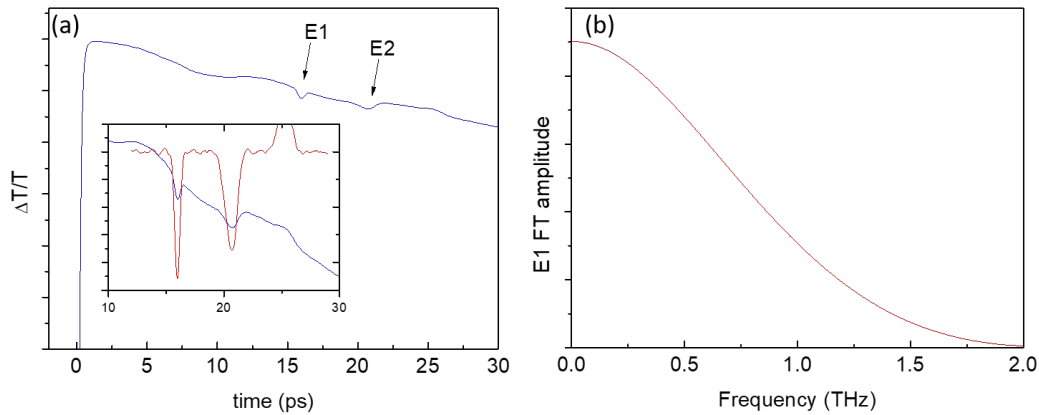 (a)
E1
E2
ΔT/T
10 20 30
0 5 10 15 20 25 30
time (ps)
(b)
E1 FT amplitude
0.0 0.5 1.0 1.5 2.0
Frequency (THz)